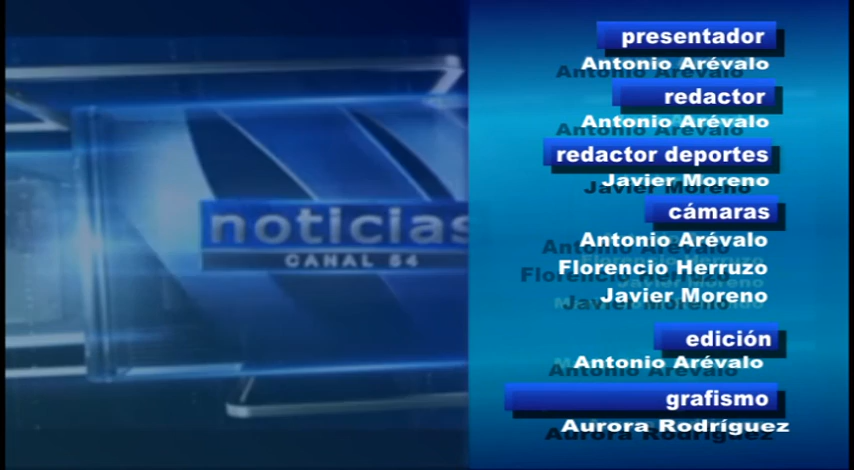 noticias
CANAL 54
presentador
Antonio Arévalo
redactor
Antonio Arévalo
redactor deportes
Javier Moreno
cámaras
Antonio Arévalo
Florencio Herruzo
Javier Moreno
edición
Antonio Arévalo
grafismo
Aurora Rodríguez